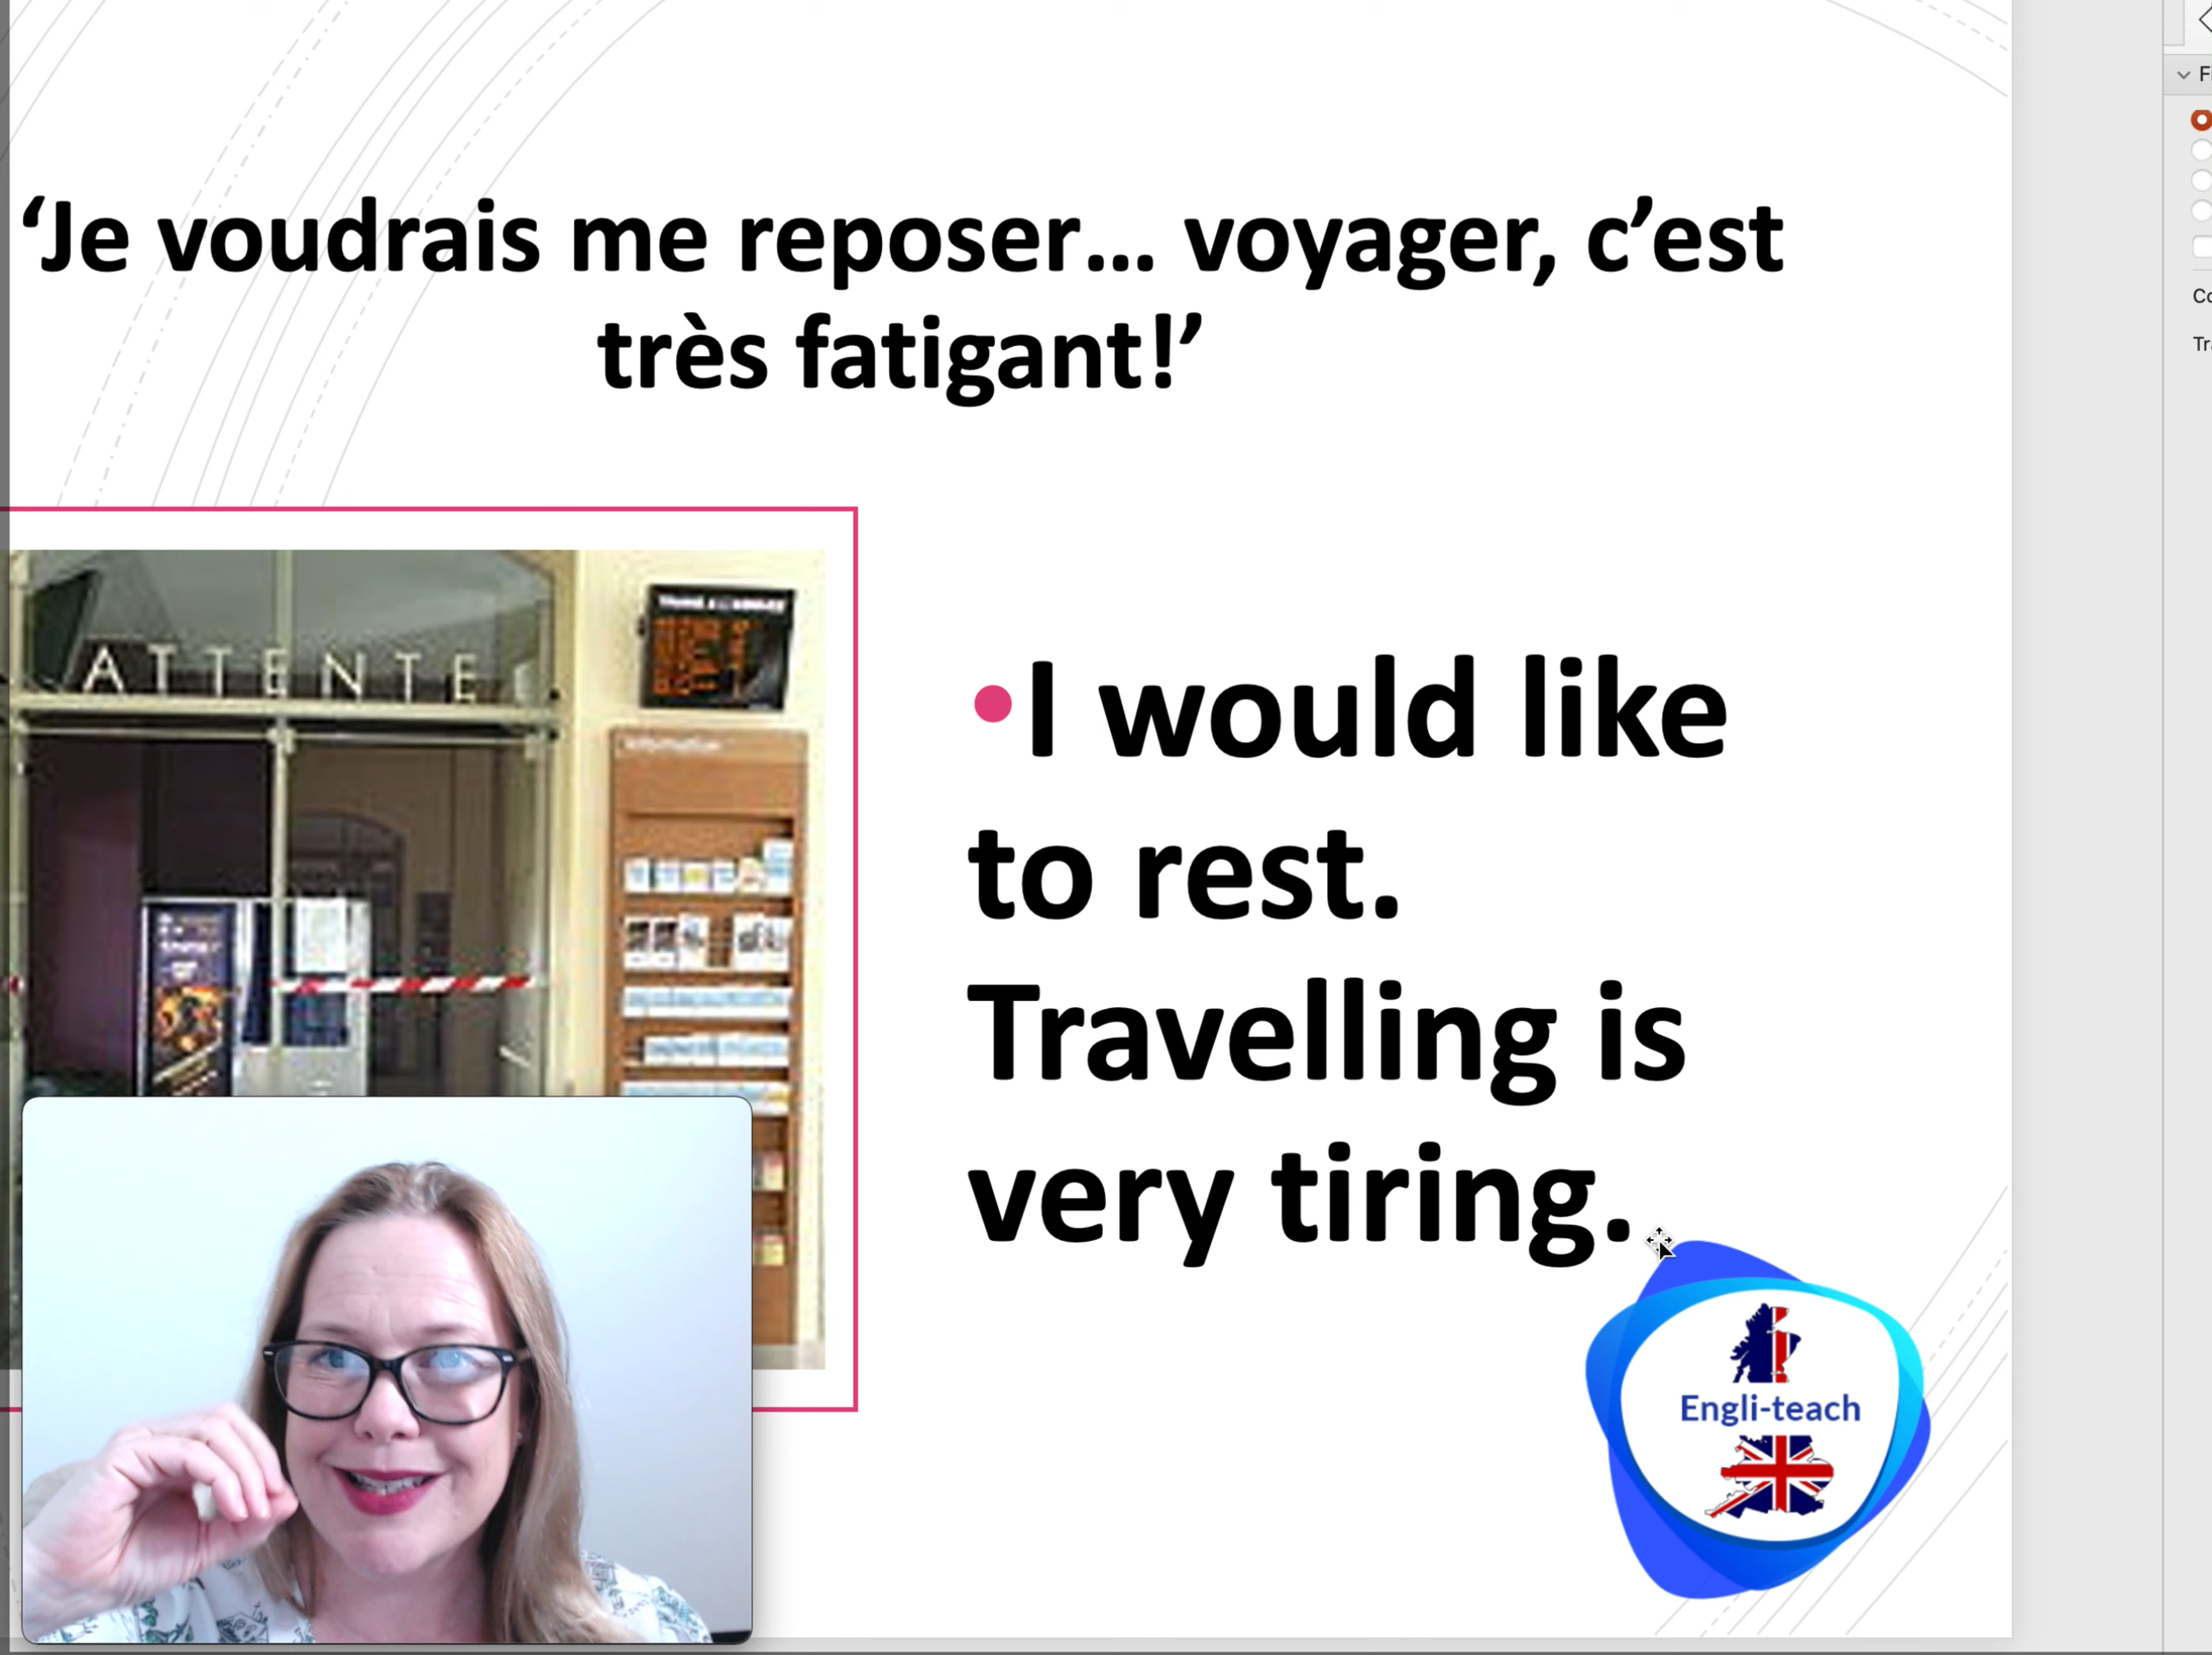 ‘Je voudrais me reposer... voyager, c’est
très fatigant!’
ATTENTE
•I would like
to rest.
Travelling is
very tiring.
Engli-teach